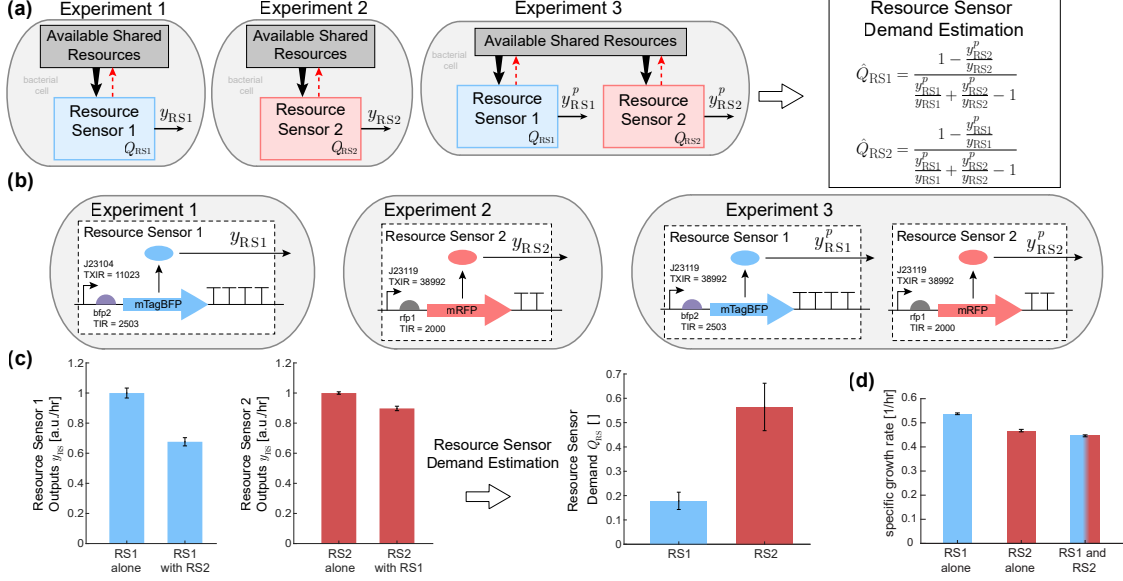 (a)
Experiment 1
Available Shared
Resources
bacterial
cell
Resource
Sensor 1
Q_RS1
y_RS1
Experiment 2
Available Shared
Resources
bacterial
cell
Resource
Sensor 2
Q_RS2
y_RS2
Experiment 3
Available Shared Resources
bacterial
cell
Resource
Sensor 1
Q_RS1
y^p_RS1
Resource
Sensor 2
Q_RS2
y^p_RS2
Resource Sensor
Demand Estimation
Q̂_RS1 = (1 − y^p_RS2/y_RS2) / (y^p_RS1/y_RS1 + y^p_RS2/y_RS2 − 1)
Q̂_RS2 = (1 − y^p_RS1/y_RS1) / (y^p_RS1/y_RS1 + y^p_RS2/y_RS2 − 1)
(b)
Experiment 1
Resource Sensor 1
y_RS1
J23104
TXIR = 11023
mTagBFP
bfp2
TIR = 2503
Experiment 2
Resource Sensor 2
y_RS2
J23119
TXIR = 38992
mRFP
rfp1
TIR = 2000
Experiment 3
Resource Sensor 1
y^p_RS1
J23119
TXIR = 38992
mTagBFP
bfp2
TIR = 2503
Resource Sensor 2
y^p_RS2
J23119
TXIR = 38992
mRFP
rfp1
TIR = 2000
(c)
Resource Sensor 1
Outputs y_RS [a.u./hr]
1.2
1
0.8
0.6
0.4
0.2
0
RS1
alone
RS1
with RS2
Resource Sensor 2
Outputs y_RS [a.u./hr]
1.2
1
0.8
0.6
0.4
0.2
0
RS2
alone
RS2
with RS1
Resource Sensor
Demand Estimation
Resource Sensor
Demand Q_RS [ ]
0.7
0.6
0.5
0.4
0.3
0.2
0.1
0
RS1
RS2
(d)
specific growth rate [1/hr]
0.6
0.5
0.4
0.3
0.2
0.1
0
RS1
alone
RS2
alone
RS1 and
RS2